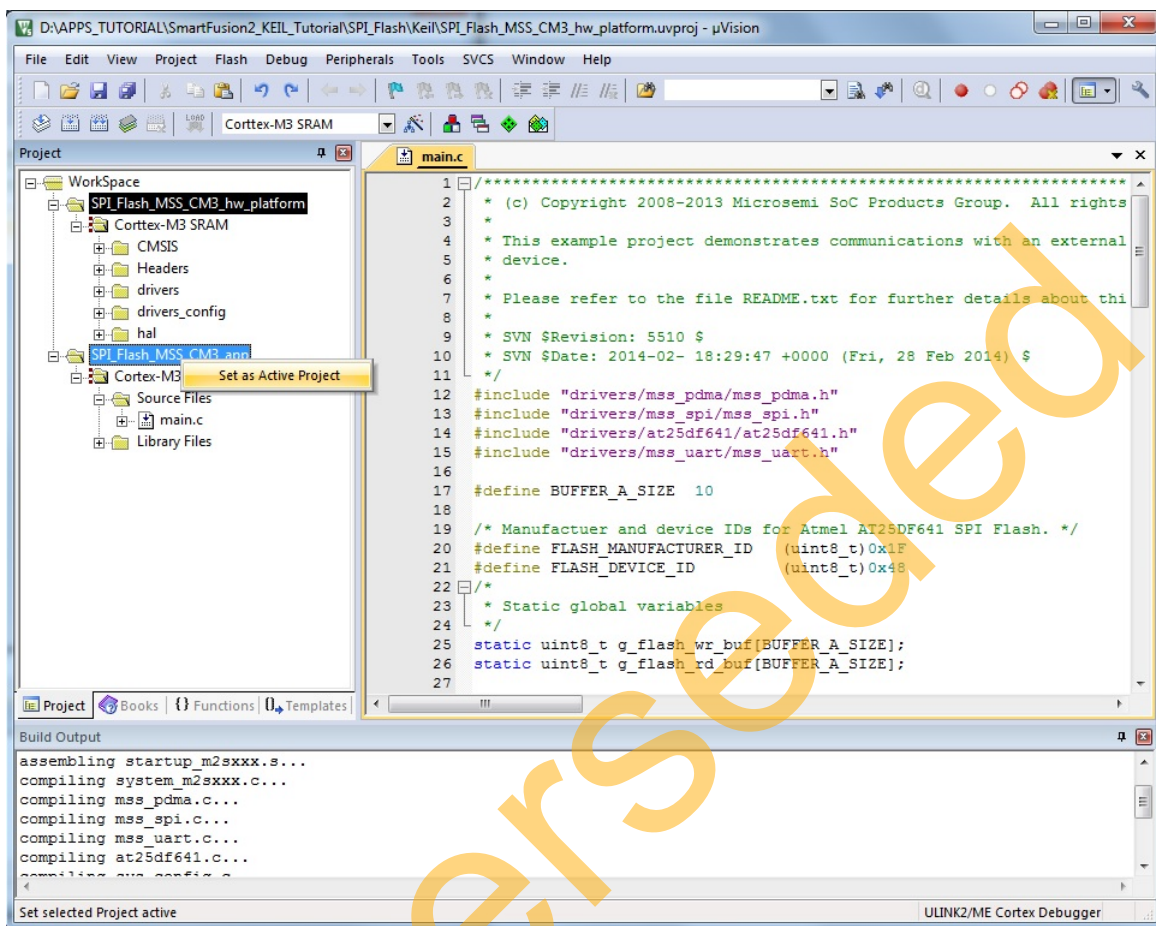 D:\APPS_TUTORIAL\SmartFusion2_KEIL_Tutorial\SPI_Flash\Keil\SPI_Flash_MSS_CM3_hw_platform.uvproj - µVision
File Edit View Project Flash Debug Peripherals Tools SVCS Window Help
LOAD Corttex-M3 SRAM
Project
WorkSpace
SPI_Flash_MSS_CM3_hw_platform
Corttex-M3 SRAM
CMSIS
Headers
drivers
drivers_config
hal
SPI_Flash_MSS_CM3_app
Cortex-M3
Set as Active Project
Source Files
main.c
Library Files
Project Books {} Functions Templates
main.c
1 /*******************************************************************************
2 * (c) Copyright 2008-2013 Microsemi SoC Products Group. All rights
3 *
4 * This example project demonstrates communications with an external
5 * device.
6 *
7 * Please refer to the file README.txt for further details about thi
8 *
9 * SVN $Revision: 5510 $
10 * SVN $Date: 2014-02- 18:29:47 +0000 (Fri, 28 Feb 2014) $
11 */
12 #include "drivers/mss_pdma/mss_pdma.h"
13 #include "drivers/mss_spi/mss_spi.h"
14 #include "drivers/at25df641/at25df641.h"
15 #include "drivers/mss_uart/mss_uart.h"
16
17 #define BUFFER_A_SIZE 10
18
19 /* Manufactuer and device IDs for Atmel AT25DF641 SPI Flash. */
20 #define FLASH_MANUFACTURER_ID (uint8_t)0x1F
21 #define FLASH_DEVICE_ID (uint8_t)0x48
22 /*
23 * Static global variables
24 */
25 static uint8_t g_flash_wr_buf[BUFFER_A_SIZE];
26 static uint8_t g_flash_rd_buf[BUFFER_A_SIZE];
27
Build Output
assembling startup_m2sxxx.s...
compiling system_m2sxxx.c...
compiling mss_pdma.c...
compiling mss_spi.c...
compiling mss_uart.c...
compiling at25df641.c...
compiling sys_config.c
Set selected Project active
ULINK2/ME Cortex Debugger
erseded